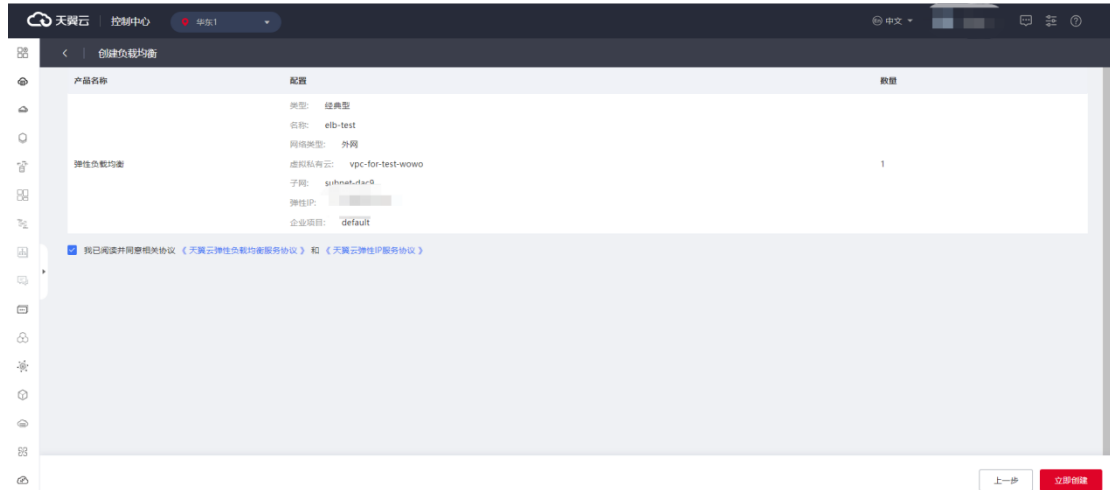 天翼云 控制中心 华东1 中文
创建负载均衡
产品名称 配置 数量
类型: 经典型
名称: elb-test
网络类型: 外网
弹性负载均衡 虚拟私有云: vpc-for-test-wowo 1
子网: subnet-dac9
弹性IP:
企业项目: default
我已阅读并同意相关协议 《 天翼云弹性负载均衡服务协议 》 和 《 天翼云弹性IP服务协议 》
上一步 立即创建